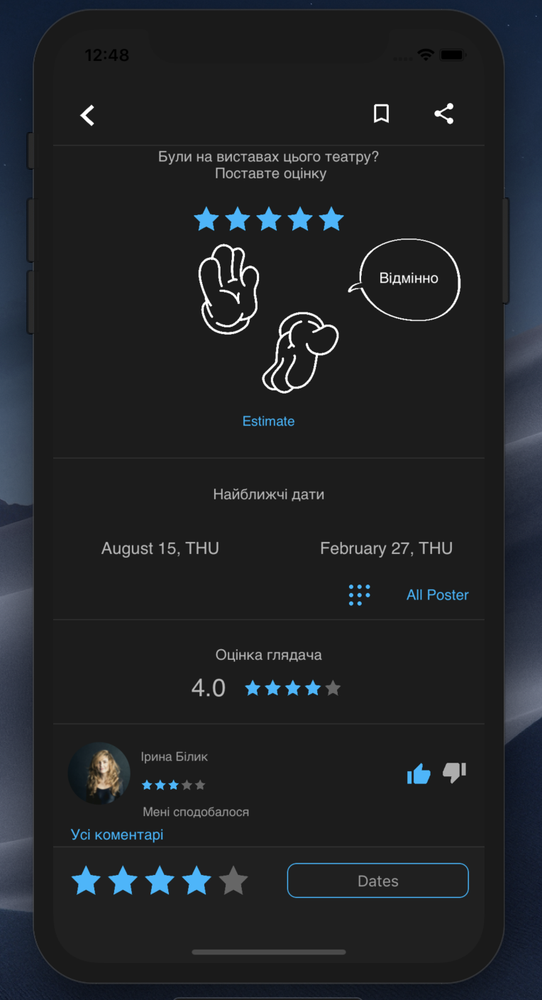 12:48
Були на виставах цього театру?
Поставте оцінку
Відмінно
Estimate
Найближчі дати
August 15, THU
February 27, THU
All Poster
Оцінка глядача
4.0
Ірина Білик
Мені сподобалося
Усі коментарі
Dates